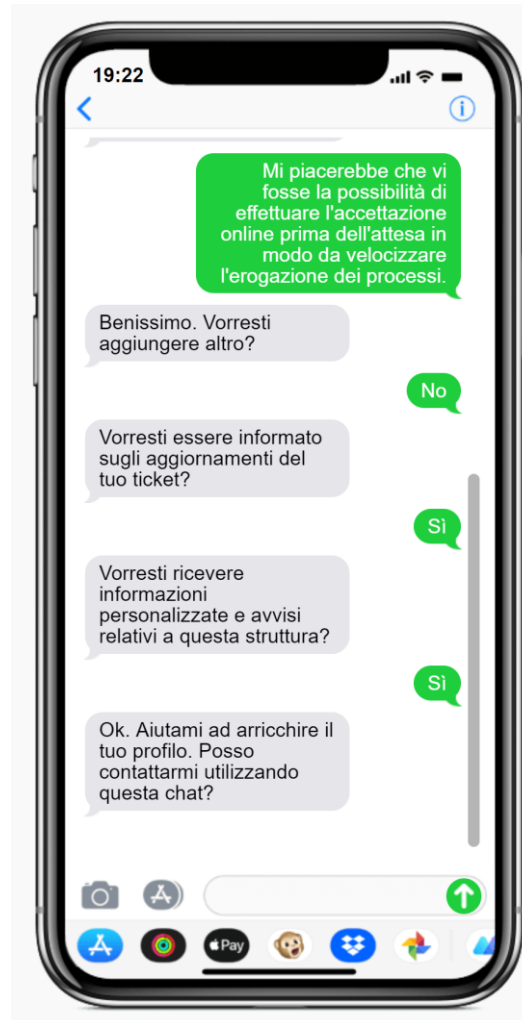 19:22
Mi piacerebbe che vi
fosse la possibilità di
effettuare l'accettazione
online prima dell'attesa in
modo da velocizzare
l'erogazione dei processi.
Benissimo. Vorresti
aggiungere altro?
No
Vorresti essere informato
sugli aggiornamenti del
tuo ticket?
Sì
Vorresti ricevere
informazioni
personalizzate e avvisi
relativi a questa struttura?
Sì
Ok. Aiutami ad arricchire il
tuo profilo. Posso
contattarmi utilizzando
questa chat?
Pay